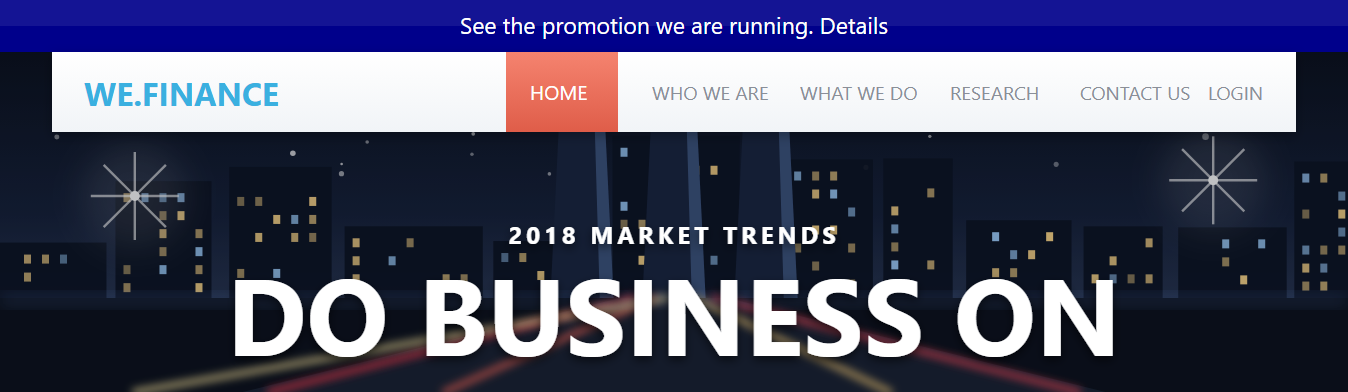 See the promotion we are running. Details
WE.FINANCE HOME WHO WE ARE WHAT WE DO RESEARCH CONTACT US LOGIN
2018 MARKET TRENDS
DO BUSINESS ON